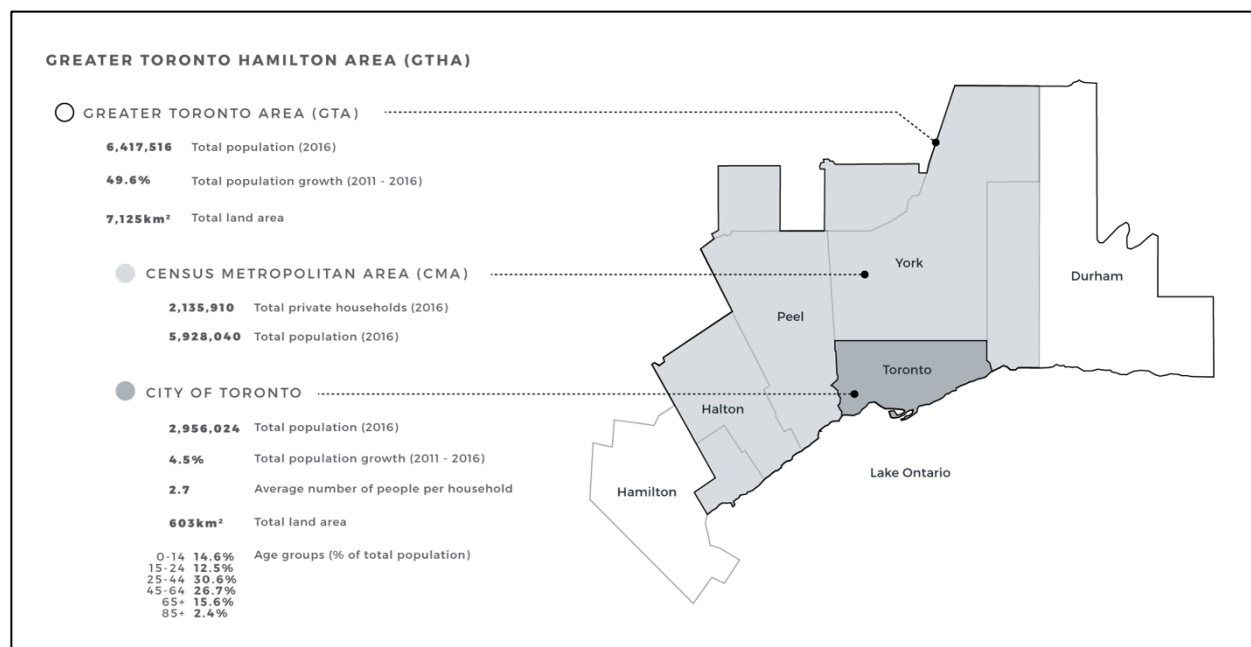 GREATER TORONTO HAMILTON AREA (GTHA)
GREATER TORONTO AREA (GTA)
6,417,516 Total population (2016)
49.6% Total population growth (2011 - 2016)
7,125km² Total land area
CENSUS METROPOLITAN AREA (CMA)
2,135,910 Total private households (2016)
5,928,040 Total population (2016)
CITY OF TORONTO
2,956,024 Total population (2016)
4.5% Total population growth (2011 - 2016)
2.7 Average number of people per household
603km² Total land area
0-14 14.6% Age groups (% of total population)
15-24 12.5%
25-44 30.6%
45-64 26.7%
65+ 15.6%
85+ 2.4%
York
Durham
Peel
Toronto
Halton
Lake Ontario
Hamilton